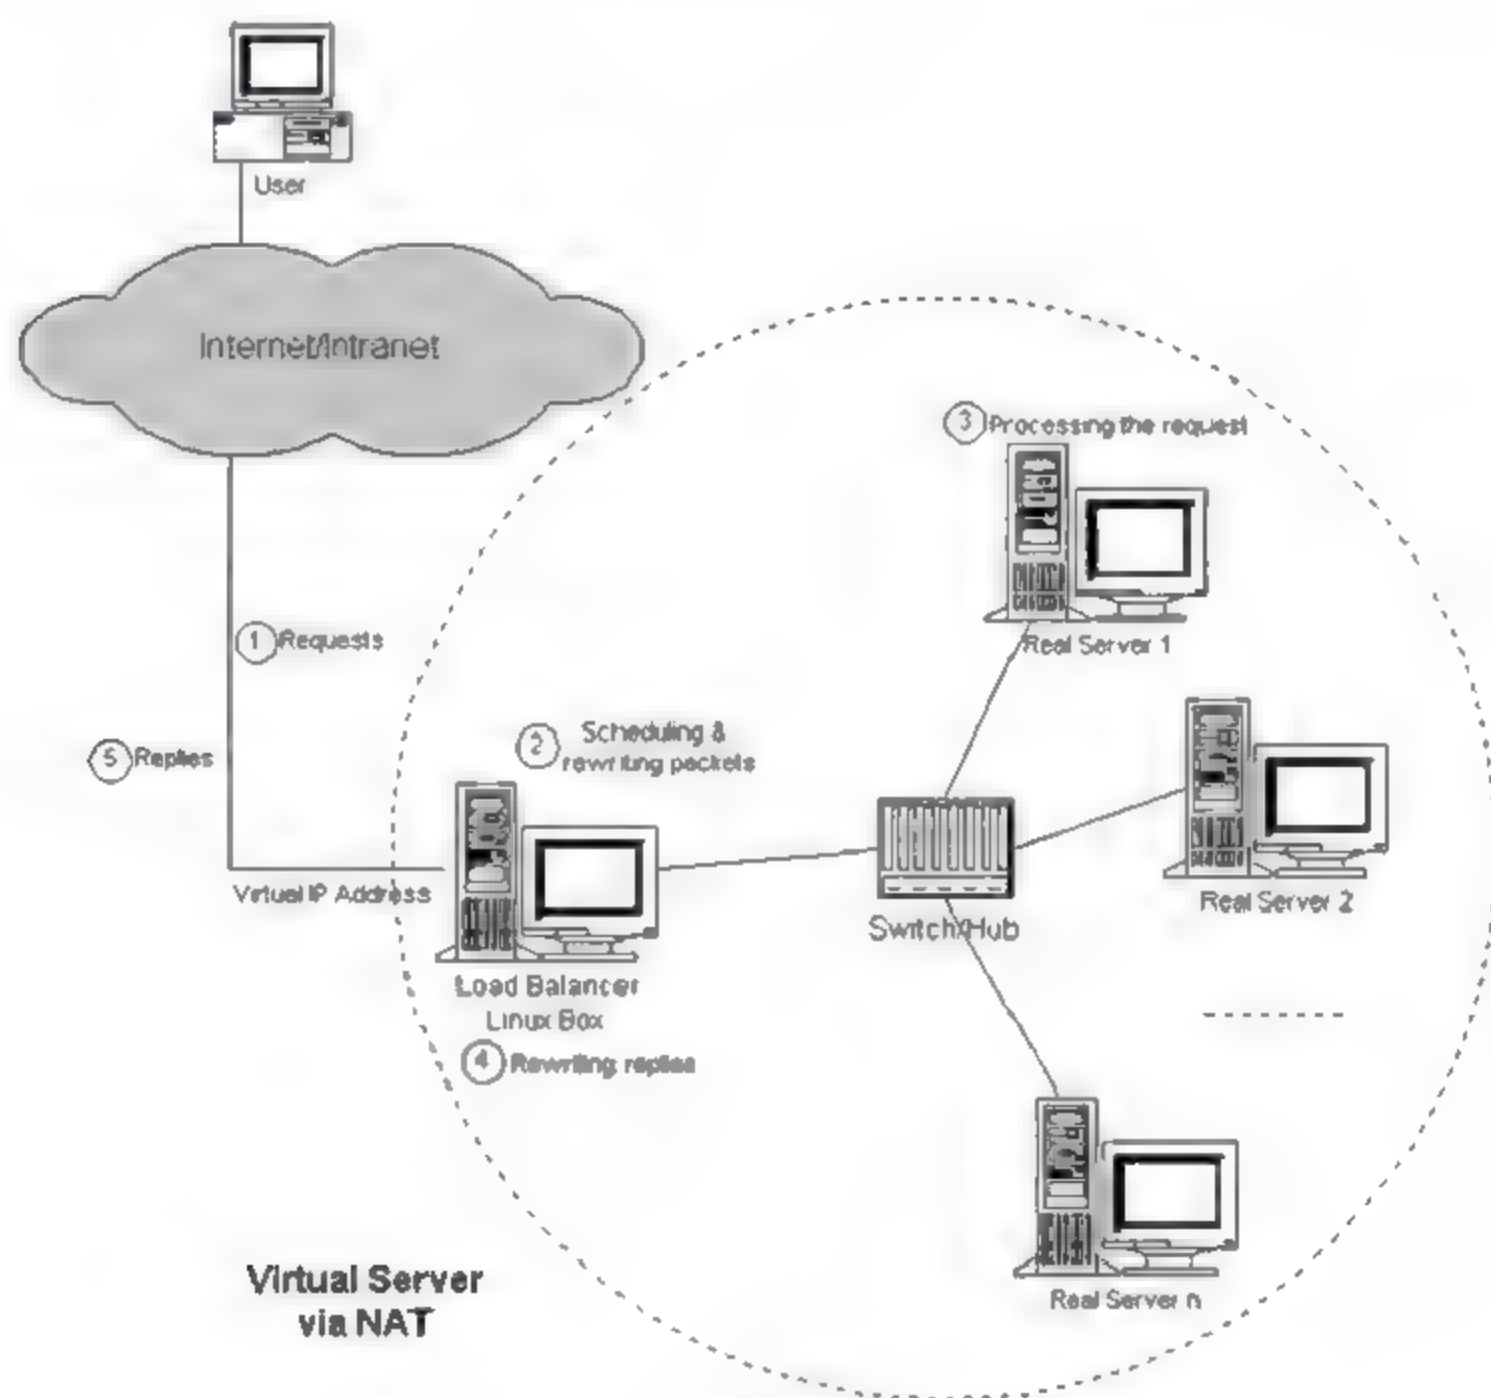 User
Internet/Intranet
3 Processing the request
Real Server 1
1 Requests
2 Scheduling &
rewriting packets
5 Replies
Virtual IP Address
Switch/Hub
Real Server 2
Load Balancer
Linux Box
4 Rewriting replies
Real Server n
Virtual Server
via NAT